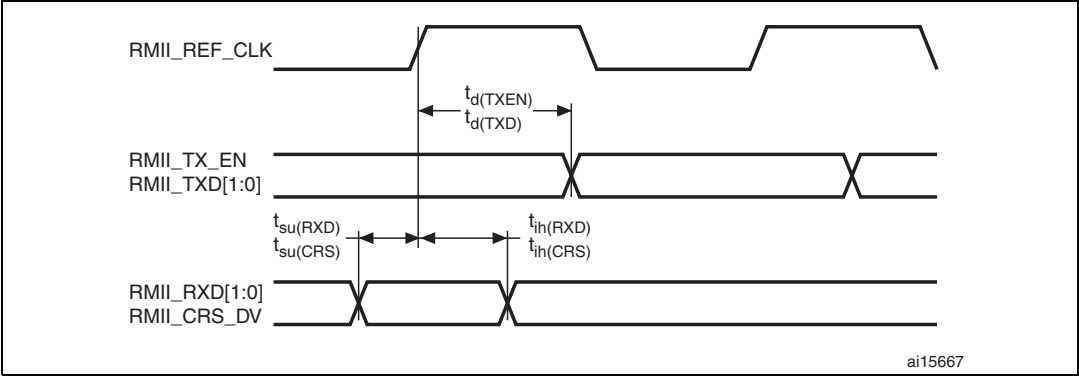 RMII_REF_CLK
td(TXEN)
td(TXD)
RMII_TX_EN
RMII_TXD[1:0]
tsu(RXD)
tsu(CRS)
tih(RXD)
tih(CRS)
RMII_RXD[1:0]
RMII_CRS_DV
ai15667